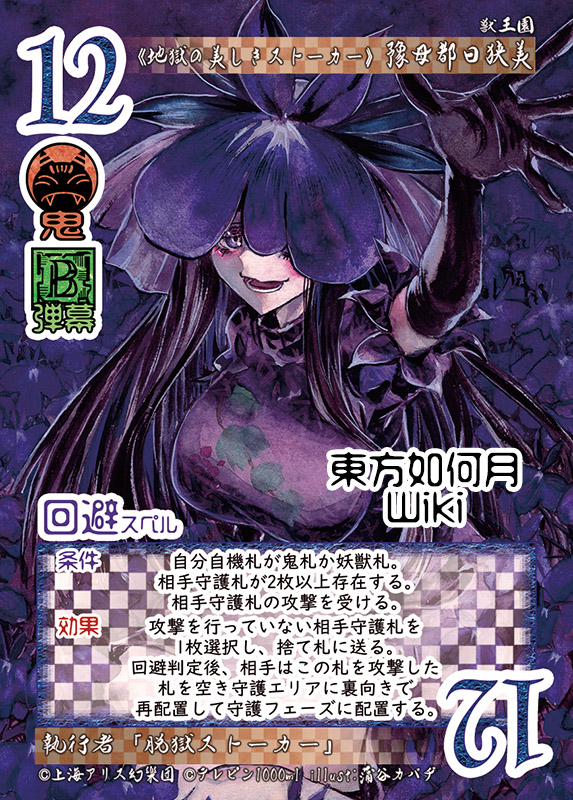 獣王園
12
《地獄の美しきストーカー》豫母都日狭美
鬼
B
弾幕
東方如何月
Wiki
回避スペル
条件
自分自機札が鬼札か妖獣札。
相手守護札が2枚以上存在する。
相手守護札の攻撃を受ける。
効果
攻撃を行っていない相手守護札を
1枚選択し、捨て札に送る。
回避判定後、相手はこの札を攻撃した
札を空き守護エリアに裏向きで
再配置して守護フェーズに配置する。
12
執行者 「脱獄ストーカー」
©上海アリス幻樂団 ©テレピン1000ml illust:蒲谷カバヂ